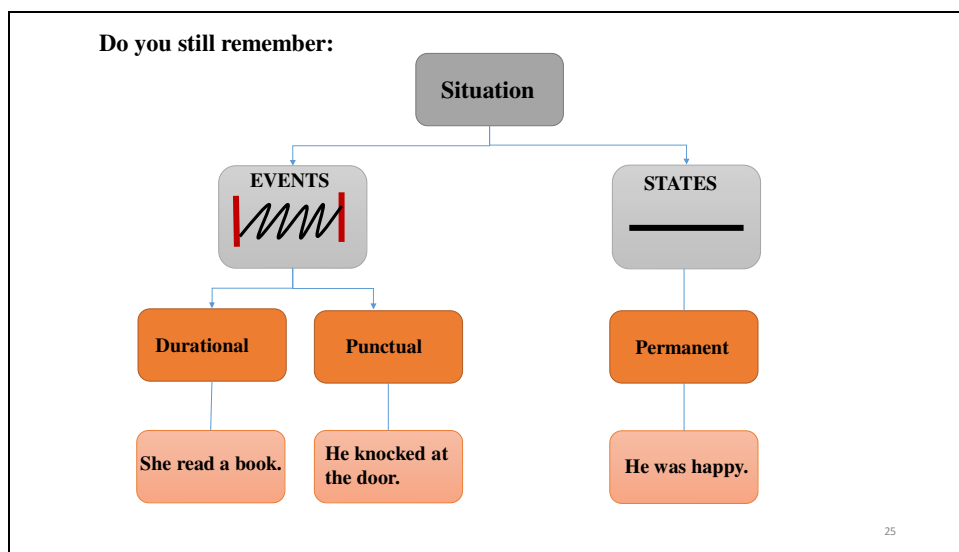 Do you still remember:
Situation
EVENTS
STATES
Durational
Punctual
Permanent
She read a book.
He knocked at
the door.
He was happy.
25